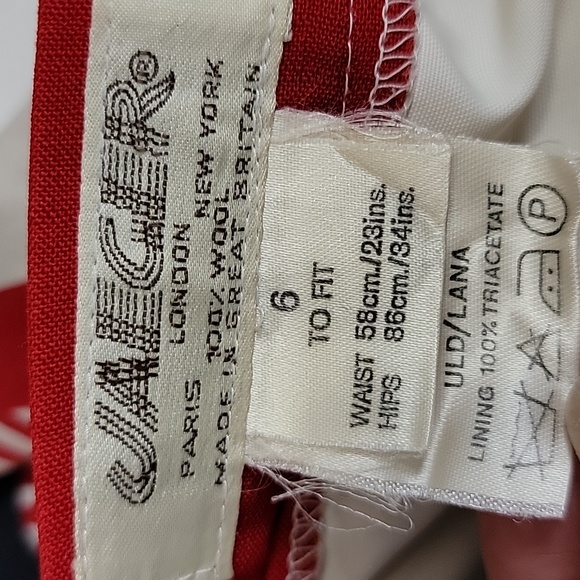 JAEGER®
PARIS LONDON NEW YORK
100% WOOL
MADE IN GREAT BRITAIN
6
TO FIT
WAIST 58cm./23ins.
HIPS 86cm./34ins.
ULD/LANA
LINING 100% TRIACETATE
P